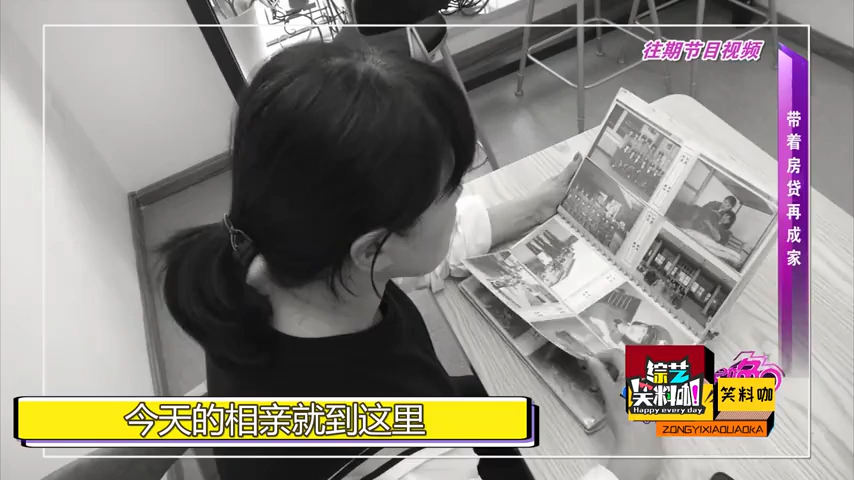 往期节目视频
带着房贷再成家
综艺
笑料咖!
Happy every day
笑料咖
ZONGYIXIAOLIAOKA
今天的相亲就到这里